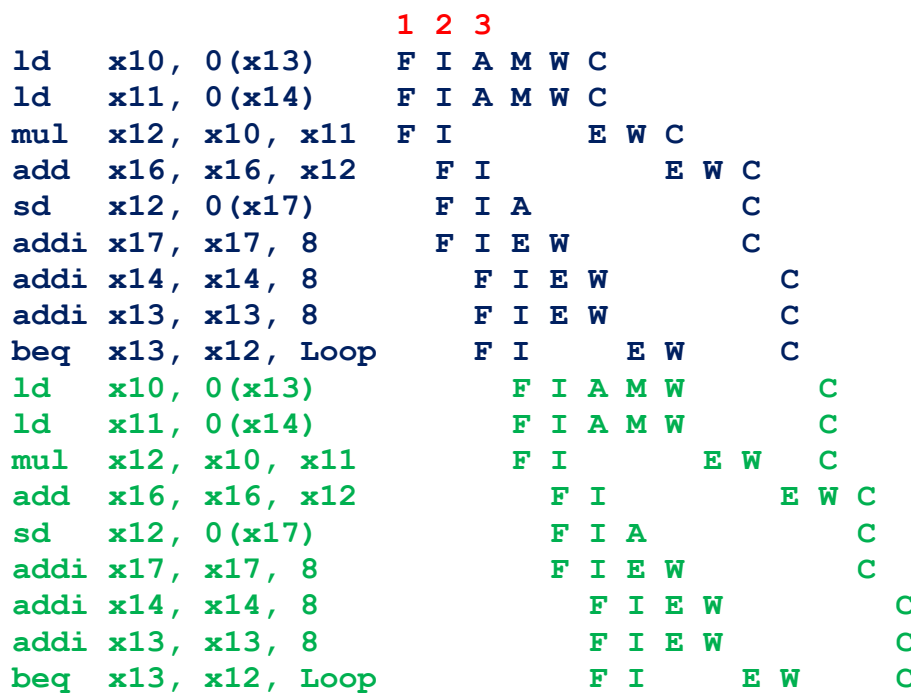 1 2 3
ld   x10, 0(x13)    F I A M W C
ld   x11, 0(x14)    F I A M W C
mul  x12, x10, x11  F I       E W C
add  x16, x16, x12    F I         E W C
sd   x12, 0(x17)      F I A           C
addi x17, x17, 8      F I E W         C
addi x14, x14, 8        F I E W         C
addi x13, x13, 8        F I E W         C
beq  x13, x12, Loop     F I     E W     C
ld   x10, 0(x13)          F I A M W       C
ld   x11, 0(x14)          F I A M W       C
mul  x12, x10, x11        F I       E W   C
add  x16, x16, x12          F I         E W C
sd   x12, 0(x17)            F I A           C
addi x17, x17, 8            F I E W         C
addi x14, x14, 8              F I E W         C
addi x13, x13, 8              F I E W         C
beq  x13, x12, Loop           F I     E W     C